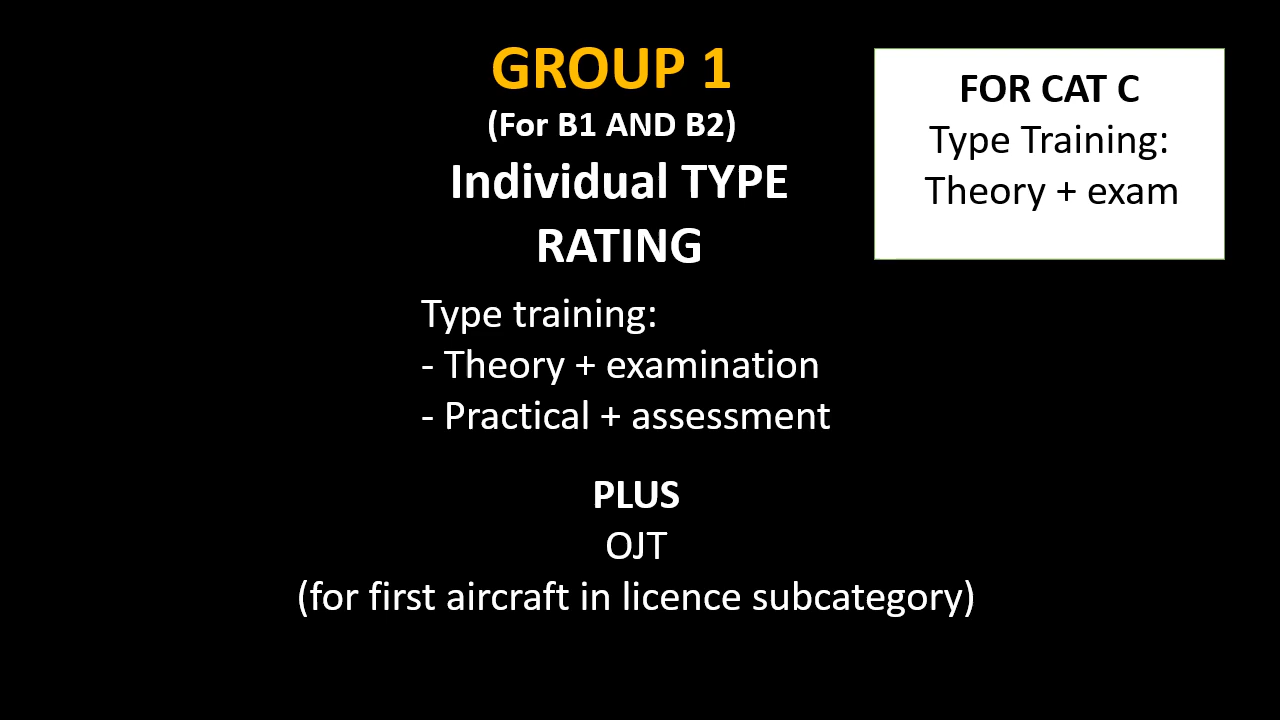 GROUP 1
(For B1 AND B2)
Individual TYPE
RATING
Type training:
- Theory + examination
- Practical + assessment
PLUS
OJT
(for first aircraft in licence subcategory)
FOR CAT C
Type Training:
Theory + exam